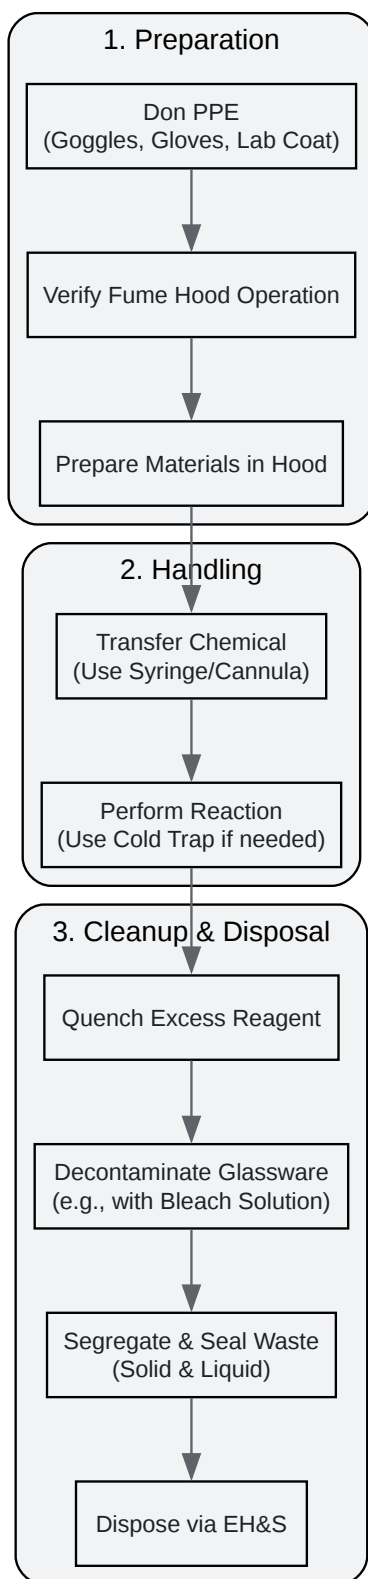 1. Preparation
Don PPE
(Goggles, Gloves, Lab Coat)
Verify Fume Hood Operation
Prepare Materials in Hood
2. Handling
Transfer Chemical
(Use Syringe/Cannula)
Perform Reaction
(Use Cold Trap if needed)
3. Cleanup & Disposal
Quench Excess Reagent
Decontaminate Glassware
(e.g., with Bleach Solution)
Segregate & Seal Waste
(Solid & Liquid)
Dispose via EH&S